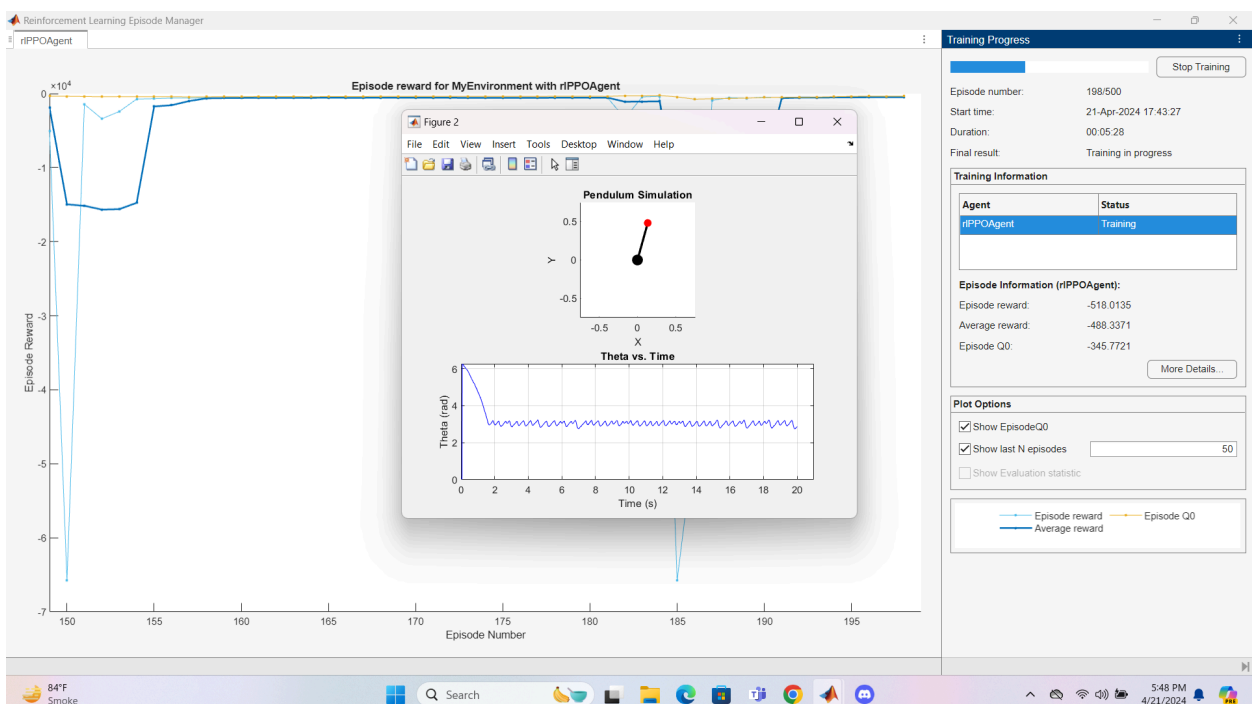 Reinforcement Learning Episode Manager
rlPPOAgent
Episode reward for MyEnvironment with rlPPOAgent
×10^4
0
-1
-2
-3
-4
-5
-6
-7
Episode Reward
150 155 160 165 170 175 180 185 190 195
Episode Number
Figure 2
File Edit View Insert Tools Desktop Window Help
Pendulum Simulation
0.5
0
-0.5
Y
-0.5 0 0.5
X
Theta vs. Time
6
4
2
0
Theta (rad)
0 2 4 6 8 10 12 14 16 18 20
Time (s)
Training Progress
Stop Training
Episode number: 198/500
Start time: 21-Apr-2024 17:43:27
Duration: 00:05:28
Final result: Training in progress
Training Information
Agent Status
rlPPOAgent Training
Episode Information (rlPPOAgent):
Episode reward: -518.0135
Average reward: -488.3371
Episode Q0: -345.7721
More Details...
Plot Options
Show EpisodeQ0
Show last N episodes 50
Show Evaluation statistic
Episode reward Episode Q0
Average reward
84°F
Smoke
Search
PRE
5:48 PM
4/21/2024